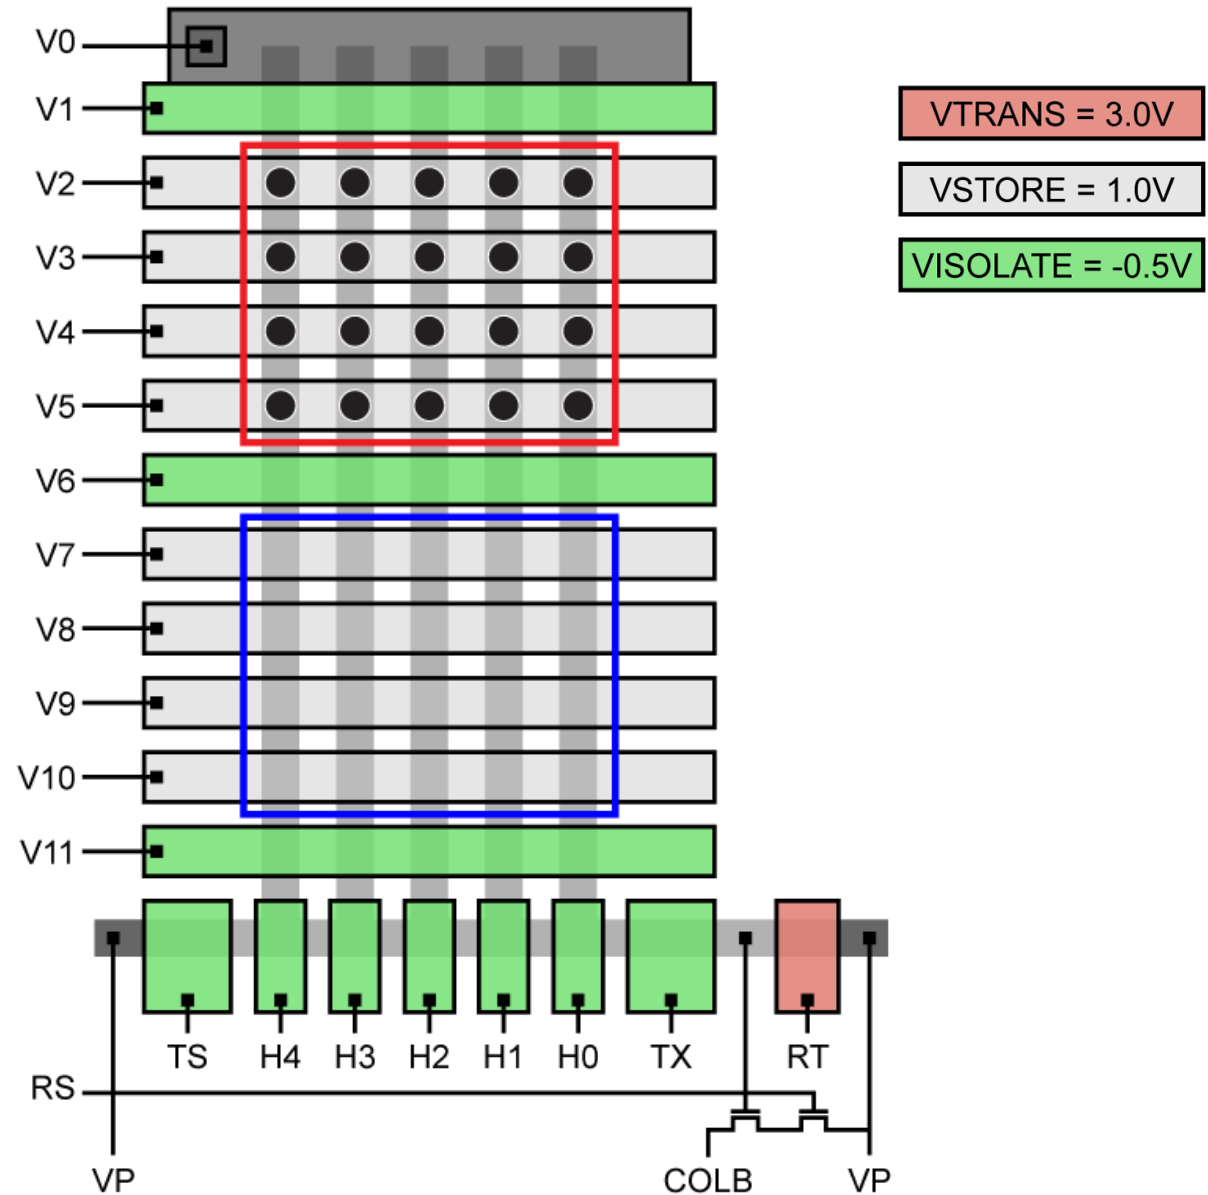 V0
V1
VTRANS = 3.0V
V2
VSTORE = 1.0V
V3
VISOLATE = -0.5V
V4
V5
V6
V7
V8
V9
V10
V11
TS H4 H3 H2 H1 H0 TX RT
RS
VP COLB VP